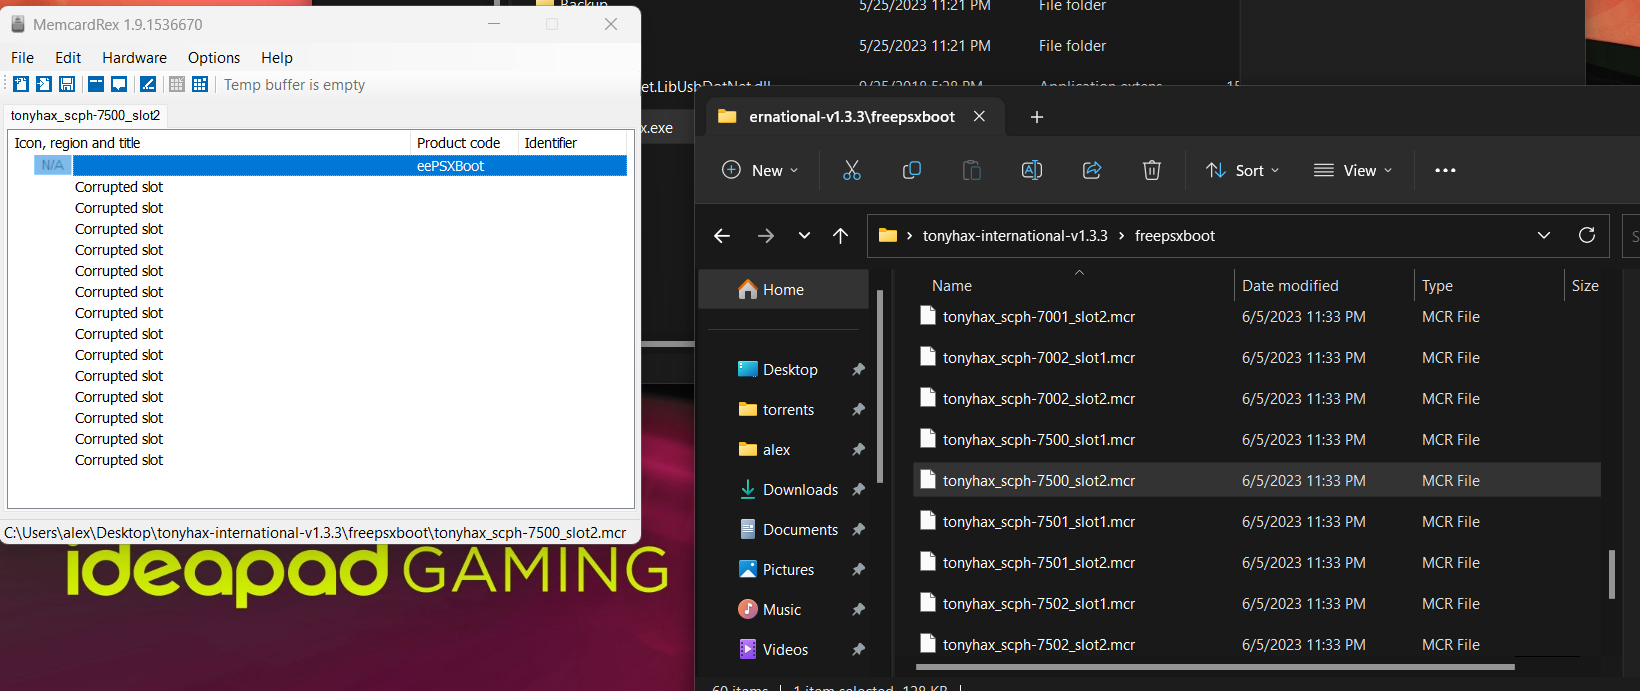 Backup
5/25/2023 11:21 PM File folder
5/25/2023 11:21 PM File folder
et.LibUsbDotNet.dll 9/25/2018 5:28 PM Application extens 15
x.exe
MemcardRex 1.9.1536670
File Edit Hardware Options Help
Temp buffer is empty
tonyhax_scph-7500_slot2
Icon, region and title Product code Identifier
N/A eePSXBoot
Corrupted slot
Corrupted slot
Corrupted slot
Corrupted slot
Corrupted slot
Corrupted slot
Corrupted slot
Corrupted slot
Corrupted slot
Corrupted slot
Corrupted slot
Corrupted slot
Corrupted slot
Corrupted slot
C:\Users\alex\Desktop\tonyhax-international-v1.3.3\freepsxboot\tonyhax_scph-7500_slot2.mcr
ideapad GAMING
ernational-v1.3.3\freepsxboot
New Sort View
tonyhax-international-v1.3.3 freepsxboot S
Home
Desktop
torrents
alex
Downloads
Documents
Pictures
Music
Videos
Name Date modified Type Size
tonyhax_scph-7001_slot2.mcr 6/5/2023 11:33 PM MCR File
tonyhax_scph-7002_slot1.mcr 6/5/2023 11:33 PM MCR File
tonyhax_scph-7002_slot2.mcr 6/5/2023 11:33 PM MCR File
tonyhax_scph-7500_slot1.mcr 6/5/2023 11:33 PM MCR File
tonyhax_scph-7500_slot2.mcr 6/5/2023 11:33 PM MCR File
tonyhax_scph-7501_slot1.mcr 6/5/2023 11:33 PM MCR File
tonyhax_scph-7501_slot2.mcr 6/5/2023 11:33 PM MCR File
tonyhax_scph-7502_slot1.mcr 6/5/2023 11:33 PM MCR File
tonyhax_scph-7502_slot2.mcr 6/5/2023 11:33 PM MCR File
60 items 1 item selected 128 KB